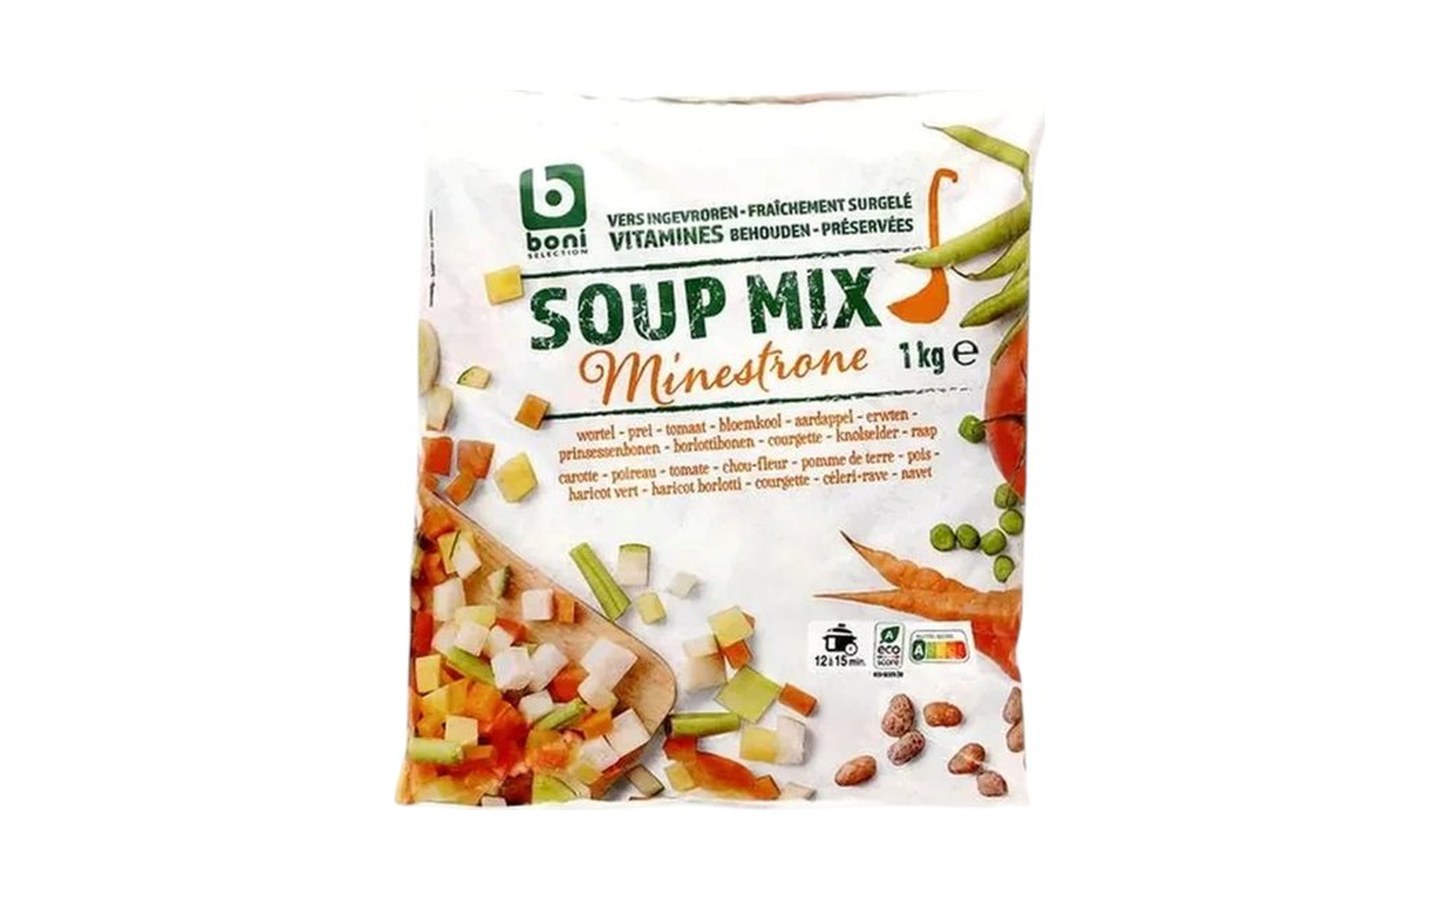 boni
SELECTION
VERS INGEVROREN - FRAÎCHEMENT SURGELÉ
VITAMINES BEHOUDEN - PRÉSERVÉES
SOUP MIX
Minestrone
1 kg e
wortel - prei - tomaat - bloemkool - aardappel - erwten -
prinsessenbonen - borlottibonen - courgette - knolselder - raap
carotte - poireau - tomate - chou-fleur - pomme de terre - pois -
haricot vert - haricot borlotti - courgette - céleri-rave - navet
12 à 15 min.
A
eco
score
NUTRI-SCORE
A